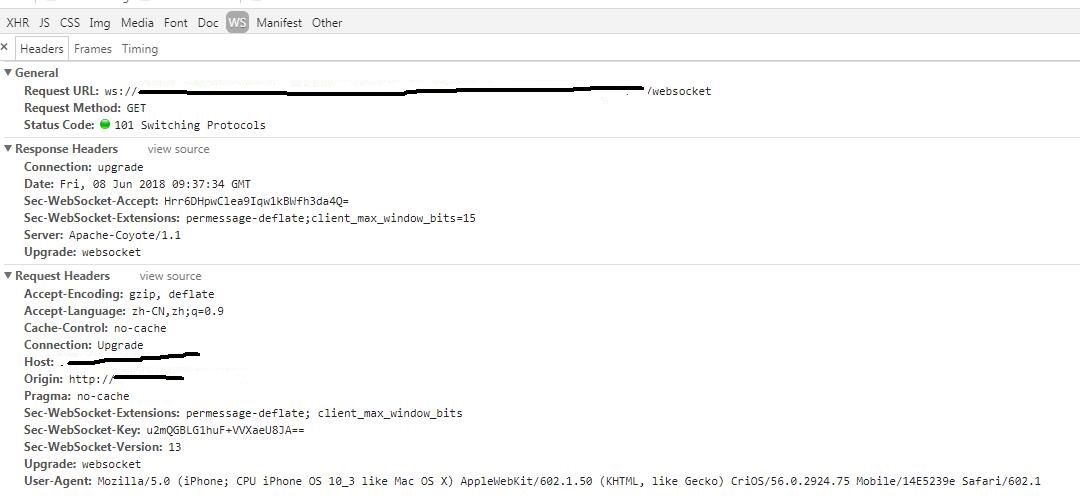 XHR JS CSS Img Media Font Doc WS Manifest Other
× Headers Frames Timing
▼ General
Request URL: ws:// /websocket
Request Method: GET
Status Code: 101 Switching Protocols
▼ Response Headers view source
Connection: upgrade
Date: Fri, 08 Jun 2018 09:37:34 GMT
Sec-WebSocket-Accept: Hrr6DHpwClea9Iqw1kBWfh3da4Q=
Sec-WebSocket-Extensions: permessage-deflate;client_max_window_bits=15
Server: Apache-Coyote/1.1
Upgrade: websocket
▼ Request Headers view source
Accept-Encoding: gzip, deflate
Accept-Language: zh-CN,zh;q=0.9
Cache-Control: no-cache
Connection: Upgrade
Host:
Origin: http://
Pragma: no-cache
Sec-WebSocket-Extensions: permessage-deflate; client_max_window_bits
Sec-WebSocket-Key: u2mQGBLG1huF+VVXaeU8JA==
Sec-WebSocket-Version: 13
Upgrade: websocket
User-Agent: Mozilla/5.0 (iPhone; CPU iPhone OS 10_3 like Mac OS X) AppleWebKit/602.1.50 (KHTML, like Gecko) CriOS/56.0.2924.75 Mobile/14E5239e Safari/602.1